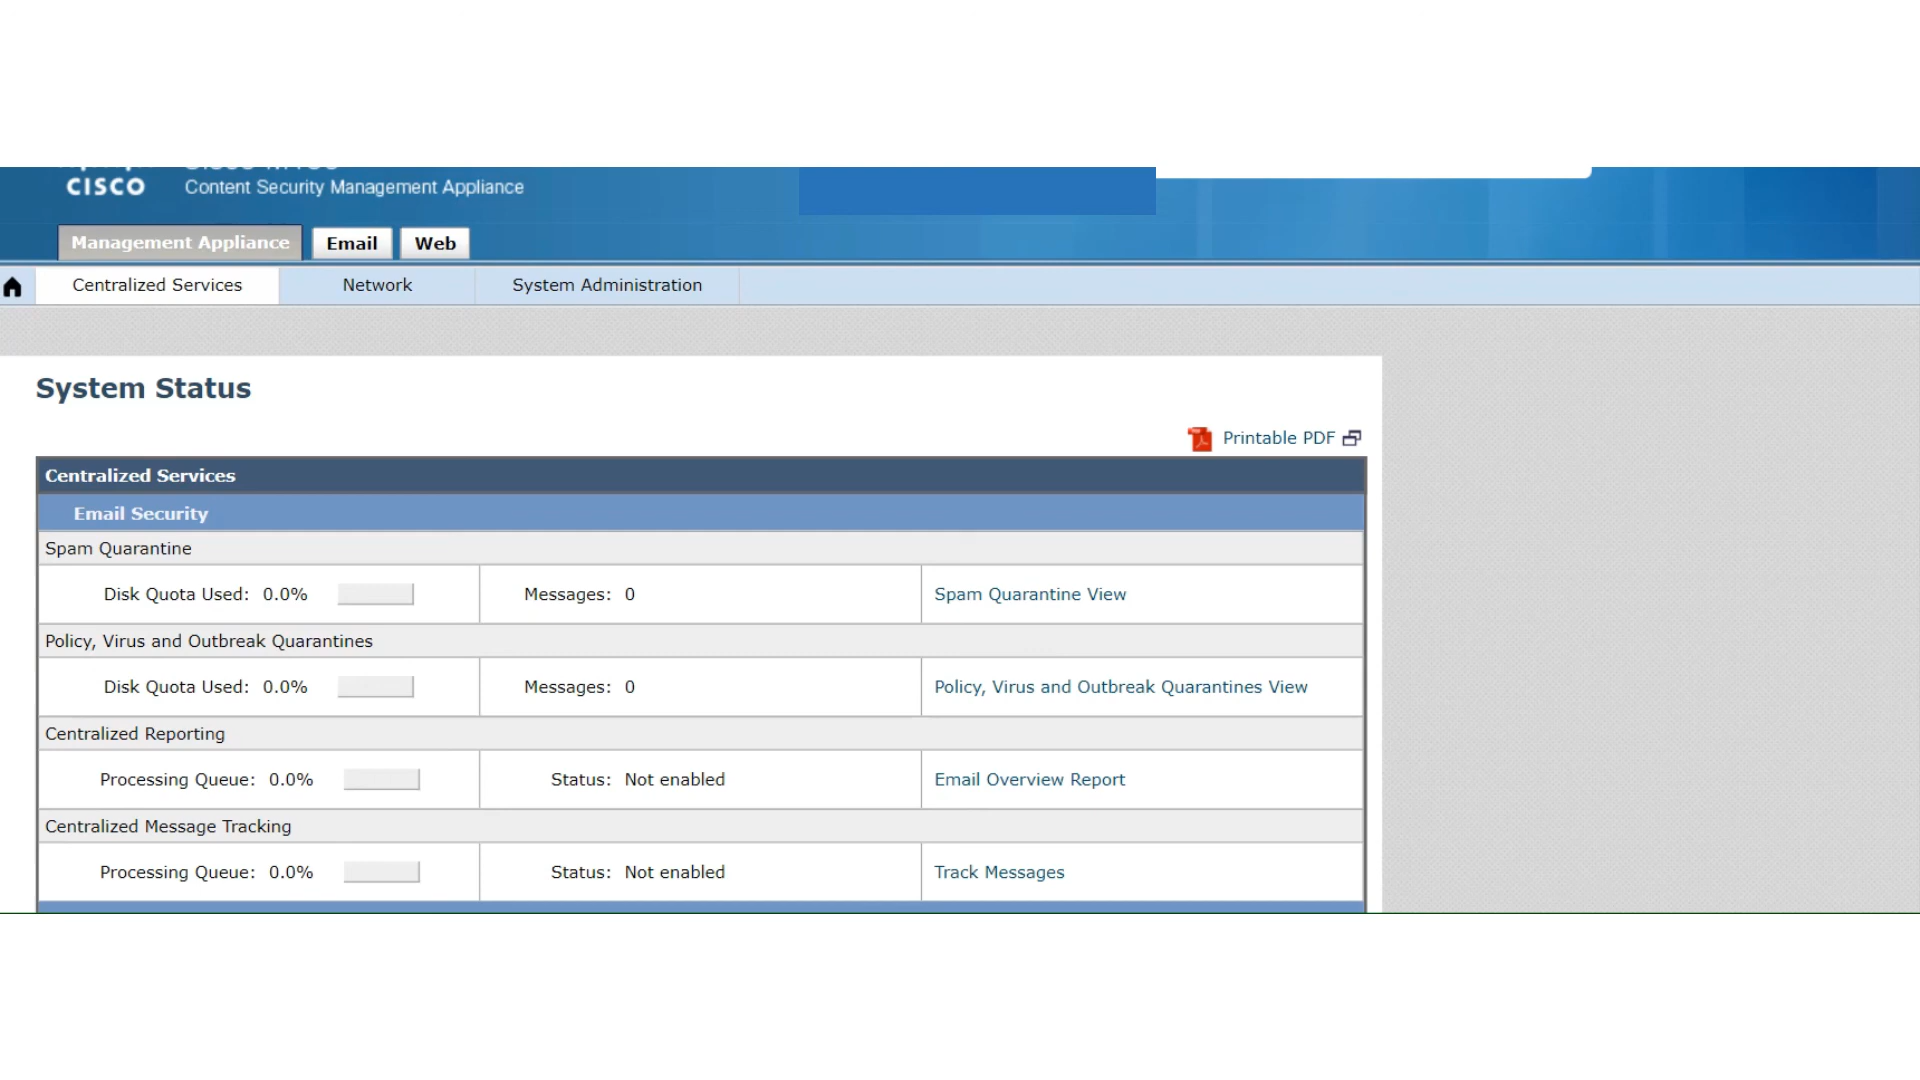 CISCO
Content Security Management Appliance
Management Appliance Email Web
Centralized Services Network System Administration
System Status
Printable PDF
Centralized Services
Email Security
Spam Quarantine
Disk Quota Used: 0.0% Messages: 0 Spam Quarantine View
Policy, Virus and Outbreak Quarantines
Disk Quota Used: 0.0% Messages: 0 Policy, Virus and Outbreak Quarantines View
Centralized Reporting
Processing Queue: 0.0% Status: Not enabled Email Overview Report
Centralized Message Tracking
Processing Queue: 0.0% Status: Not enabled Track Messages